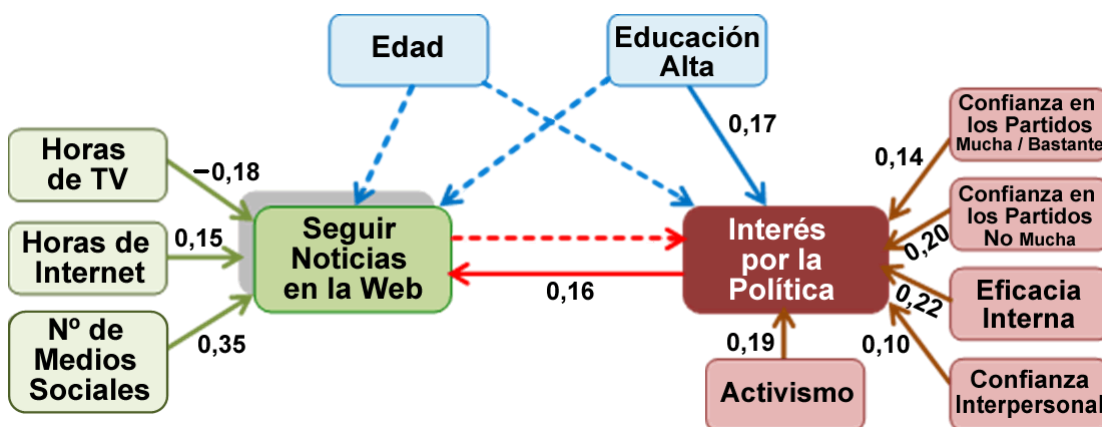 Edad
Educación
Alta
0,17
Horas
de TV
−0,18
Horas de
Internet
0,15
Nº de
Medios
Sociales
0,35
Seguir
Noticias
en la Web
0,16
Interés
por la
Política
Confianza en
los Partidos
Mucha / Bastante
0,14
Confianza en
los Partidos
No Mucha
0,20
Eficacia
Interna
0,22
Confianza
Interpersonal
0,10
0,19
Activismo